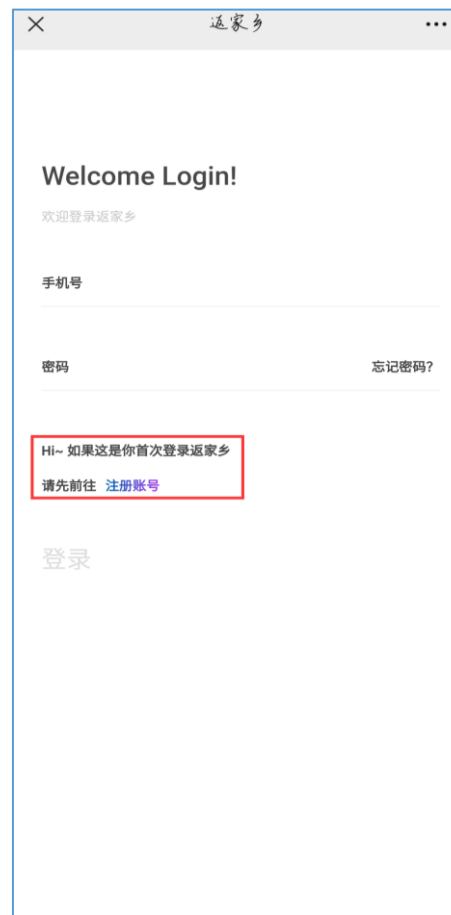 返家乡
Welcome Login!
欢迎登录返家乡
手机号
密码 忘记密码?
Hi~ 如果这是你首次登录返家乡
请先前往 注册账号
登录